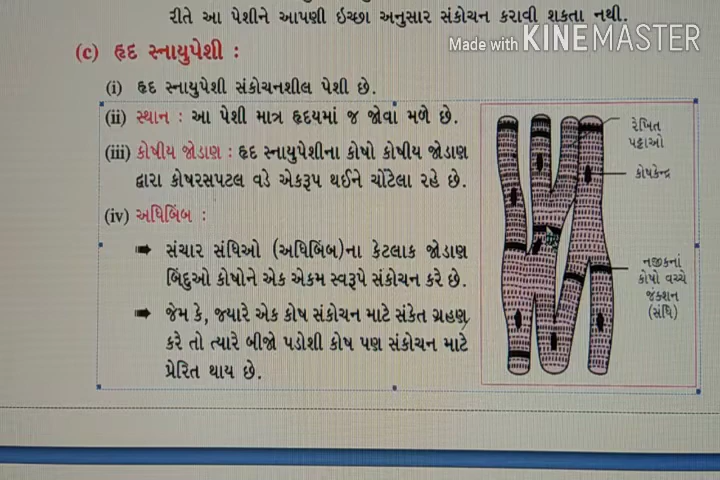 રીતે આ પેશીને આપણી ઇચ્છા અનુસાર સંકોચન કરાવી શકતા નથી.
Made with KINEMASTER
(c) હૃદ સ્નાયુપેશી :
(i) હૃદ સ્નાયુપેશી સંકોચનશીલ પેશી છે.
(ii) સ્થાન : આ પેશી માત્ર હૃદયમાં જ જોવા મળે છે.
(iii) કોષીય જોડાણ : હૃદ સ્નાયુપેશીના કોષો કોષીય જોડાણ
દ્વારા કોષરસપટલ વડે એકરૂપ થઈને ચોંટેલા રહે છે.
(iv) અધિબિંબ :
➡ સંચાર સંધિઓ (અધિબિંબ)ના કેટલાક જોડાણ
બિંદુઓ કોષોને એક એકમ સ્વરૂપે સંકોચન કરે છે.
➡ જેમ કે, જ્યારે એક કોષ સંકોચન માટે સંકેત ગ્રહણ
કરે તો ત્યારે બીજો પડોશી કોષ પણ સંકોચન માટે
પ્રેરિત થાય છે.
રેખિત
પટ્ટાઓ
કોષકેન્દ્ર
નજીકનાં
કોષો વચ્ચે
જંક્શન
(સંધિ)